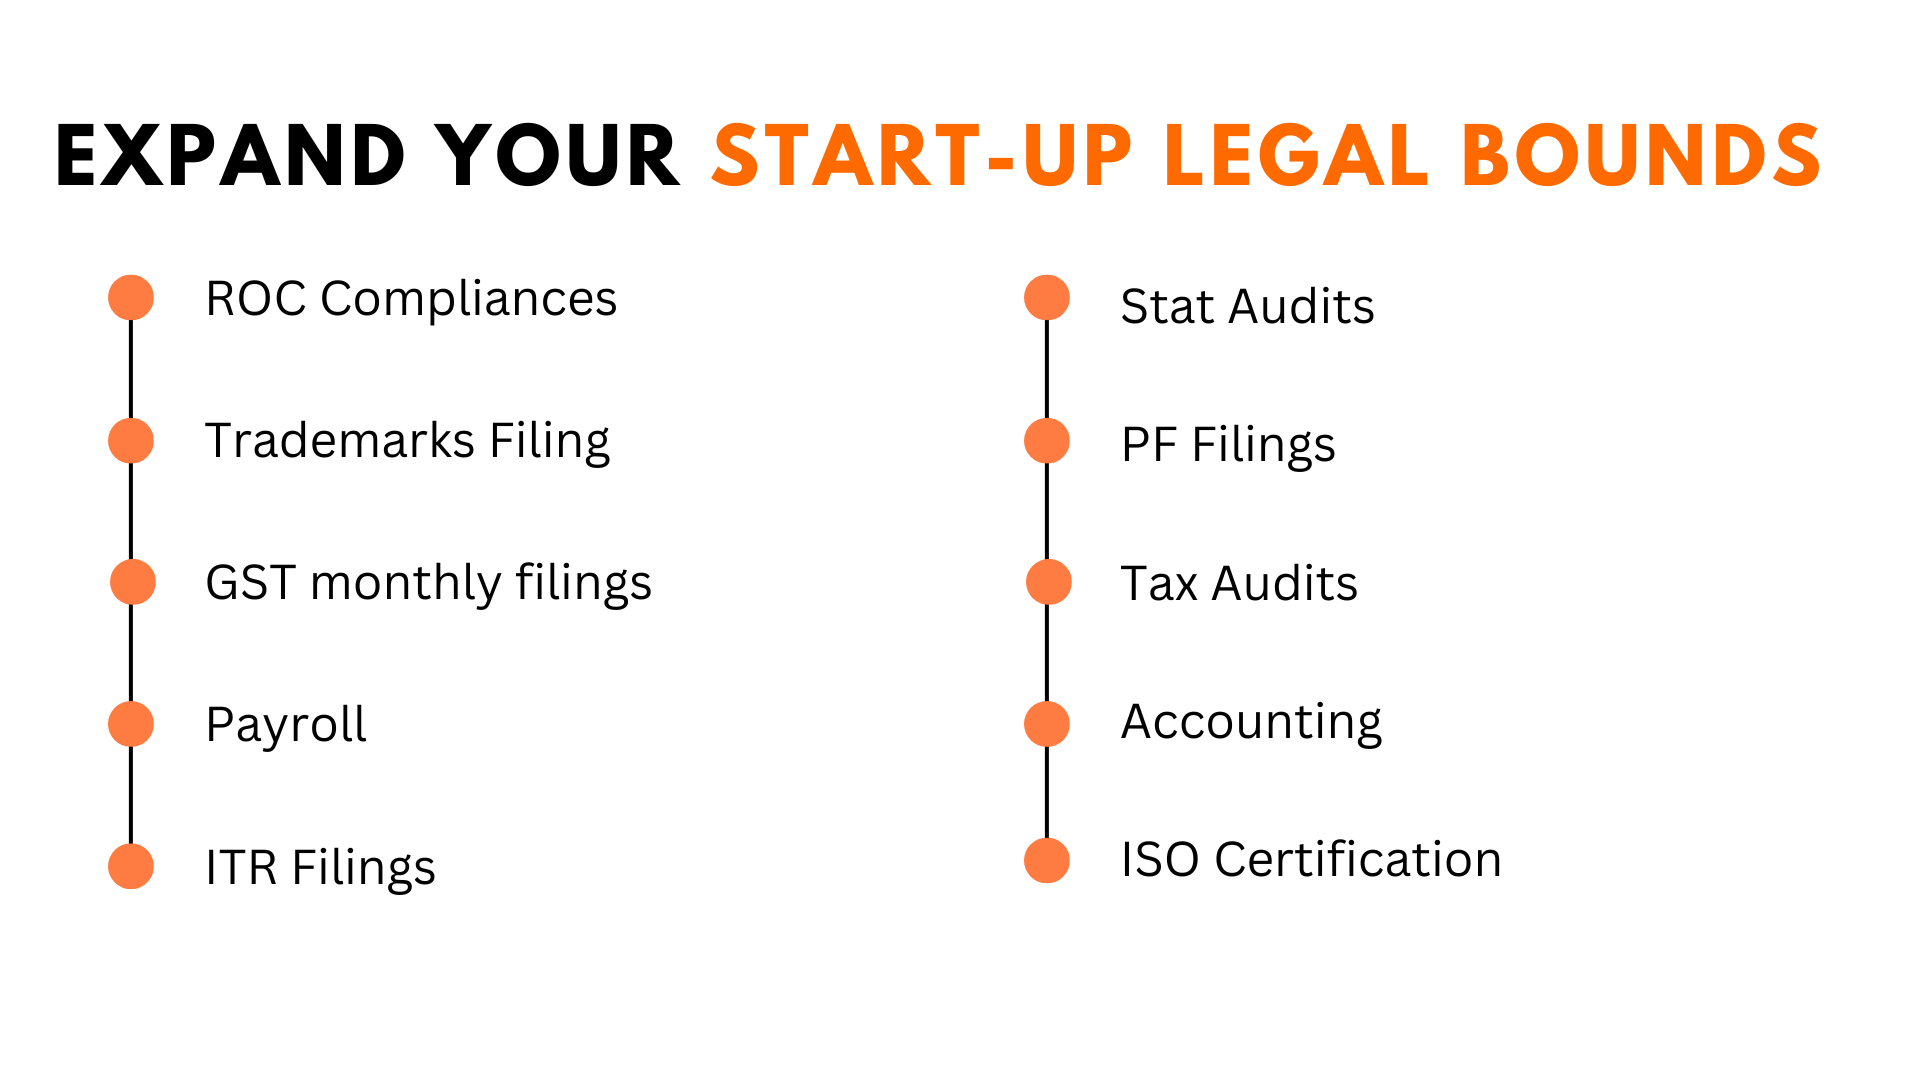 EXPAND YOUR START-UP LEGAL BOUNDS
ROC Compliances
Trademarks Filing
GST monthly filings
Payroll
ITR Filings
Stat Audits
PF Filings
Tax Audits
Accounting
ISO Certification